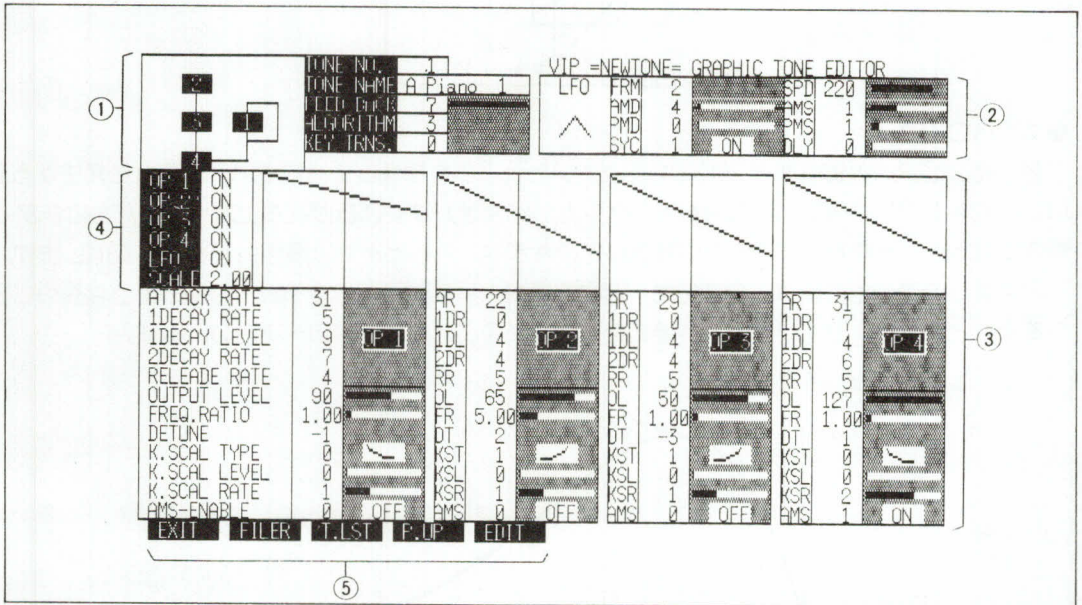 ①
2
3 1
4
TONE NO. 1
TONE NAME A Piano 1
FEED BACK 7
ALGORITHM 3
KEY TRNS. 0
VIP =NEWTONE= GRAPHIC TONE EDITOR
LFO FRM 2 SPD 220
AMD 4 AMS 1
PMD 0 PMS 1
SYC 1 ON DLY 0
②
④
OP 1 ON
OP 2 ON
OP 3 ON
OP 4 ON
LFO ON
SCALE 2.00
ATTACK RATE 31 AR 22 AR 29 AR 31
1DECAY RATE 5 1DR 0 1DR 0 1DR 7
1DECAY LEVEL 9 OP 1 1DL 4 OP 2 1DL 4 OP 3 1DL 4 OP 4
2DECAY RATE 7 2DR 4 2DR 4 2DR 6
RELEADE RATE 4 RR 5 RR 5 RR 5
OUTPUT LEVEL 90 OL 65 OL 50 OL 127
FREQ.RATIO 1.00 FR 5.00 FR 1.00 FR 1.00
DETUNE -1 DT 2 DT -3 DT 1
K.SCAL TYPE 0 KST 1 KST 1 KST 0
K.SCAL LEVEL 0 KSL 0 KSL 0 KSL 0
K.SCAL RATE 1 KSR 1 KSR 1 KSR 2
AMS-ENABLE 0 OFF AMS 0 OFF AMS 0 OFF AMS 1 ON
③
EXIT FILER T.LST P.UP EDIT
⑤